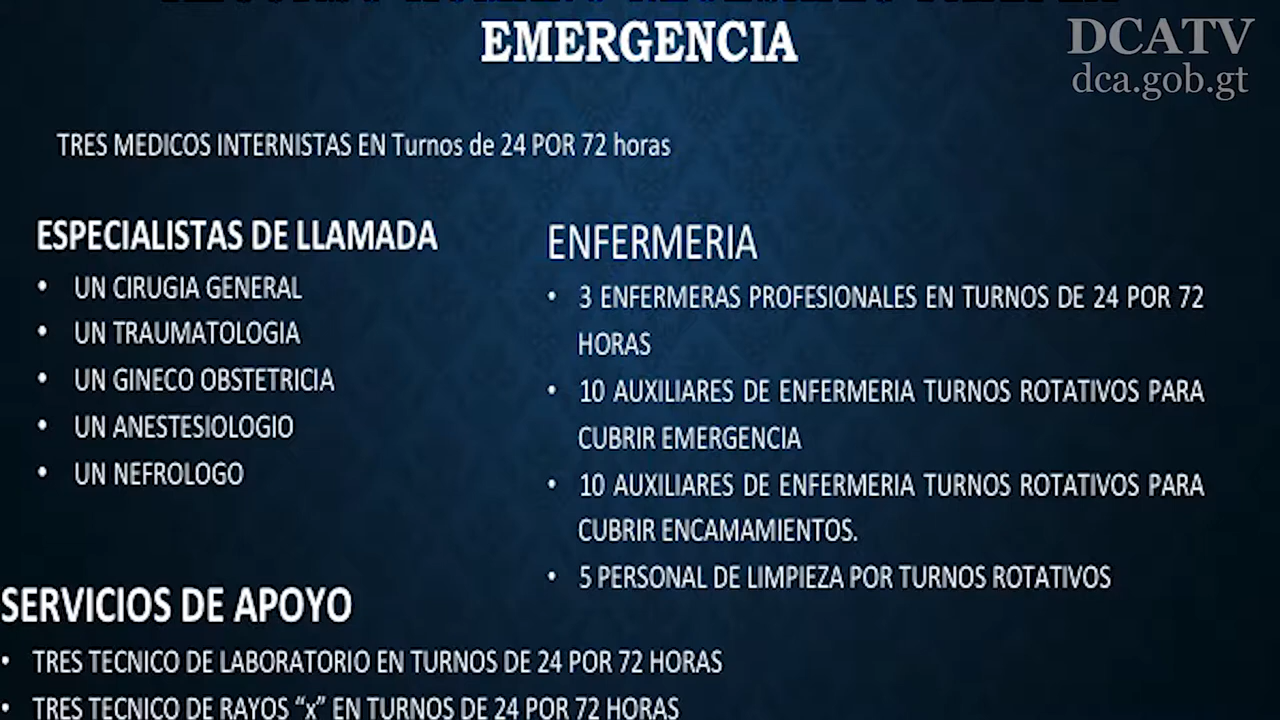 EMERGENCIA
DCATV
dca.gob.gt
TRES MEDICOS INTERNISTAS EN Turnos de 24 POR 72 horas
ESPECIALISTAS DE LLAMADA
• UN CIRUGIA GENERAL
• UN TRAUMATOLOGIA
• UN GINECO OBSTETRICIA
• UN ANESTESIOLOGIO
• UN NEFROLOGO
ENFERMERIA
• 3 ENFERMERAS PROFESIONALES EN TURNOS DE 24 POR 72
HORAS
• 10 AUXILIARES DE ENFERMERIA TURNOS ROTATIVOS PARA
CUBRIR EMERGENCIA
• 10 AUXILIARES DE ENFERMERIA TURNOS ROTATIVOS PARA
CUBRIR ENCAMAMIENTOS.
• 5 PERSONAL DE LIMPIEZA POR TURNOS ROTATIVOS
SERVICIOS DE APOYO
• TRES TECNICO DE LABORATORIO EN TURNOS DE 24 POR 72 HORAS
• TRES TECNICO DE RAYOS “x” EN TURNOS DE 24 POR 72 HORAS